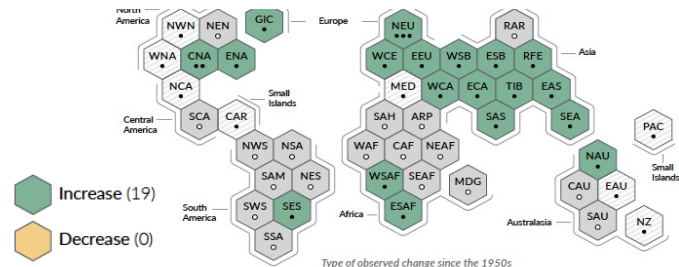 North
America
NWN NEN GIC Europe NEU RAR
WNA CNA ENA WCE EEU WSB ESB RFE Asia
NCA Small
Islands MED WCA ECA TIB EAS
Central
America SCA CAR SAH ARP SAS SEA PAC
NWS NSA WAF CAF NEAF NAU Small
Islands
Increase (19) SAM NES WSAF SEAF MDG CAU EAU
South
America SWS SES Africa ESAF Australasia SAU NZ
Decrease (0) SSA
Type of observed change since the 1950s